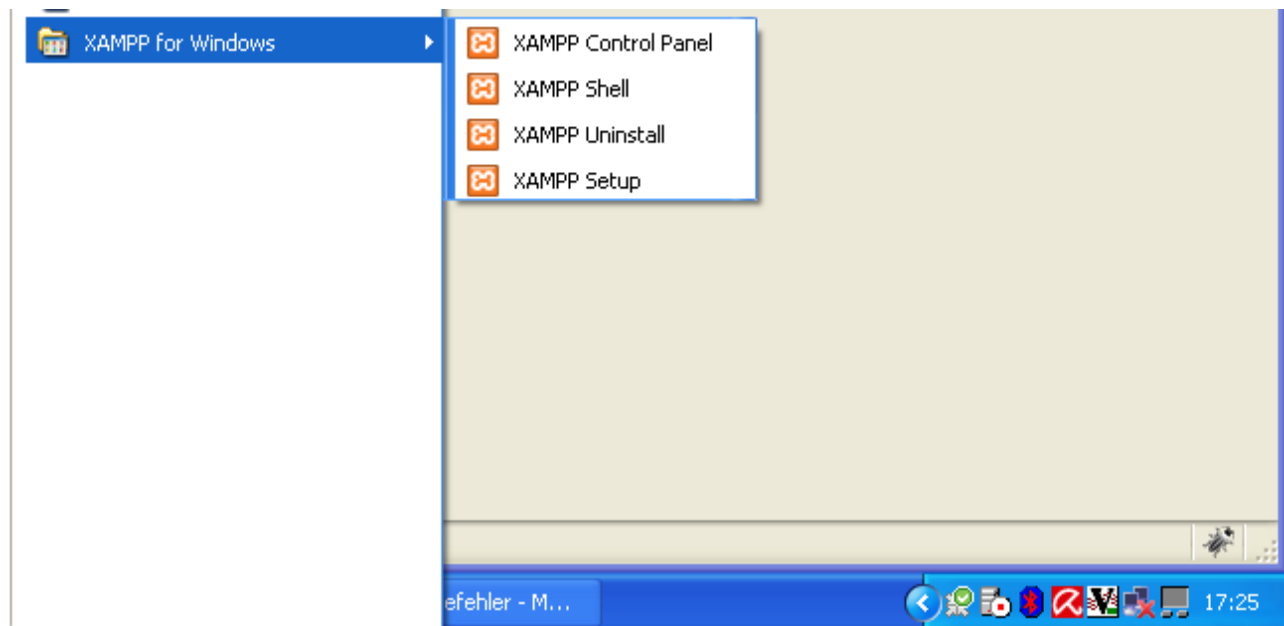 XAMPP for Windows
XAMPP Control Panel
XAMPP Shell
XAMPP Uninstall
XAMPP Setup
efehler - M...
17:25